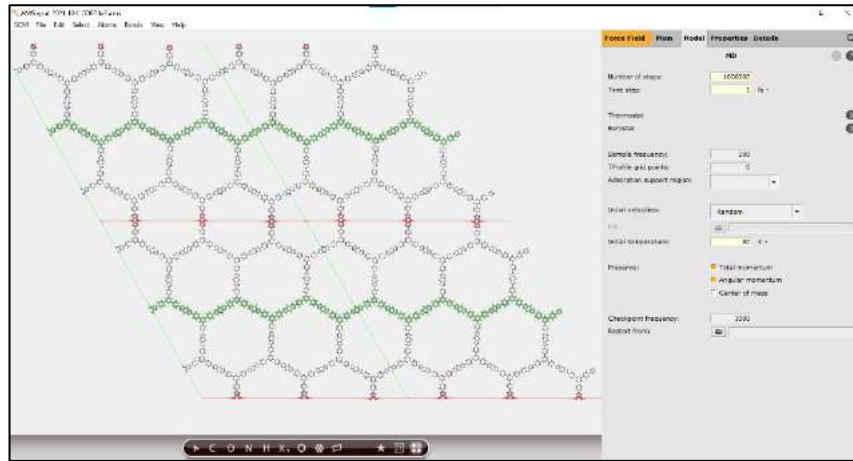 SCM File Edit Select Atoms Bonds View Help
Force Field Main Model Properties Details
MD
Number of steps:
Time step: 1 fs
Thermostat
Barostat
Sample frequency: 100
TProfile grid points: 0
Adsorption support region:
Initial velocities: Random
Initial temperature: K
Preserve: Total momentum
Angular momentum
Center of mass
Checkpoint frequency: 1000
Restart from:
C O N H X